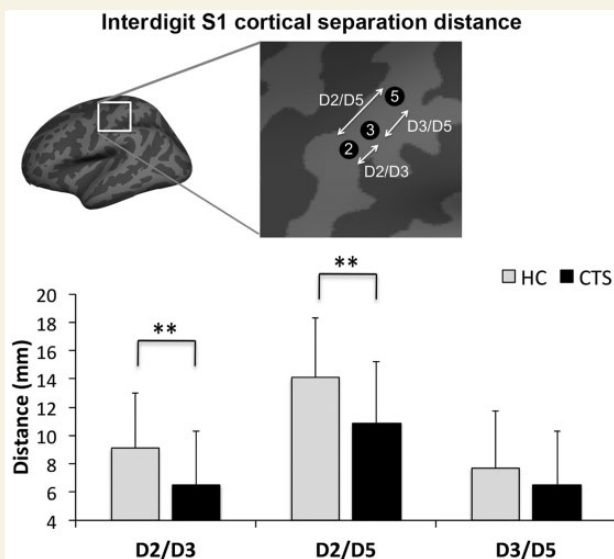 Interdigit S1 cortical separation distance
D2/D5
5
3
D3/D5
2
D2/D3
**
**
HC CTS
Distance (mm)
20
18
16
14
12
10
8
6
4
D2/D3 D2/D5 D3/D5